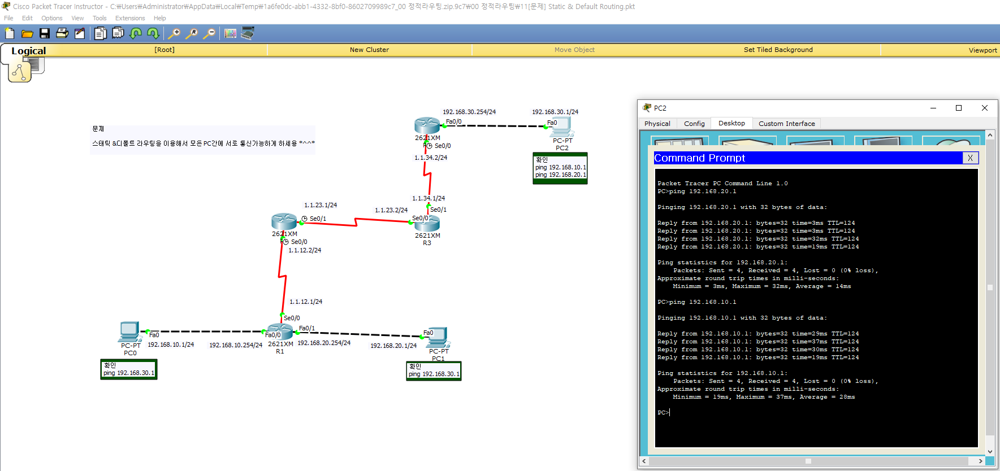 Cisco Packet Tracer Instructor - C:₩Users₩Administrator₩AppData₩Local₩Temp₩1a6fe0dc-abb1-4332-8bf0-8602709989c7_00 정적라우팅.zip.9c7₩00 정적라우팅₩11[문제] Static & Default Routing.pkt
File Edit Options View Tools Extensions Help
Logical [Root] New Cluster Move Object Set Tiled Background Viewport
문제
스태틱 &디폴트 라우팅을 이용해서 모든PC간에 서로 통신가능하게 하세용 *^^*
192.168.30.254/24 192.168.30.1/24
Fa0/0 Fa0
2621XM
Se0/0
PC-PT
PC2
1.1.34.2/24
확인
ping 192.168.10.1
ping 192.168.20.1
1.1.34.1/24
1.1.23.1/24
1.1.23.2/24
Se0/1
Se0/1
Se0/0
2621XM
2621XM
R3
Se0/0
1.1.12.2/24
1.1.12.1/24
Se0/0
Fa0/1
Fa0
Fa0/0
Fa0
192.168.10.1/24 192.168.10.254/24 192.168.20.254/24 192.168.20.1/24
PC-PT
PC0
2621XM
R1
PC-PT
PC1
확인
ping 192.168.30.1
확인
ping 192.168.30.1
PC2
Physical Config Desktop Custom Interface
Command Prompt X
Packet Tracer PC Command Line 1.0
PC>ping 192.168.20.1
Pinging 192.168.20.1 with 32 bytes of data:
Reply from 192.168.20.1: bytes=32 time=3ms TTL=124
Reply from 192.168.20.1: bytes=32 time=3ms TTL=124
Reply from 192.168.20.1: bytes=32 time=32ms TTL=124
Reply from 192.168.20.1: bytes=32 time=19ms TTL=124
Ping statistics for 192.168.20.1:
Packets: Sent = 4, Received = 4, Lost = 0 (0% loss),
Approximate round trip times in milli-seconds:
Minimum = 3ms, Maximum = 32ms, Average = 14ms
PC>ping 192.168.10.1
Pinging 192.168.10.1 with 32 bytes of data:
Reply from 192.168.10.1: bytes=32 time=29ms TTL=124
Reply from 192.168.10.1: bytes=32 time=37ms TTL=124
Reply from 192.168.10.1: bytes=32 time=30ms TTL=124
Reply from 192.168.10.1: bytes=32 time=19ms TTL=124
Ping statistics for 192.168.10.1:
Packets: Sent = 4, Received = 4, Lost = 0 (0% loss),
Approximate round trip times in milli-seconds:
Minimum = 19ms, Maximum = 37ms, Average = 28ms
PC>